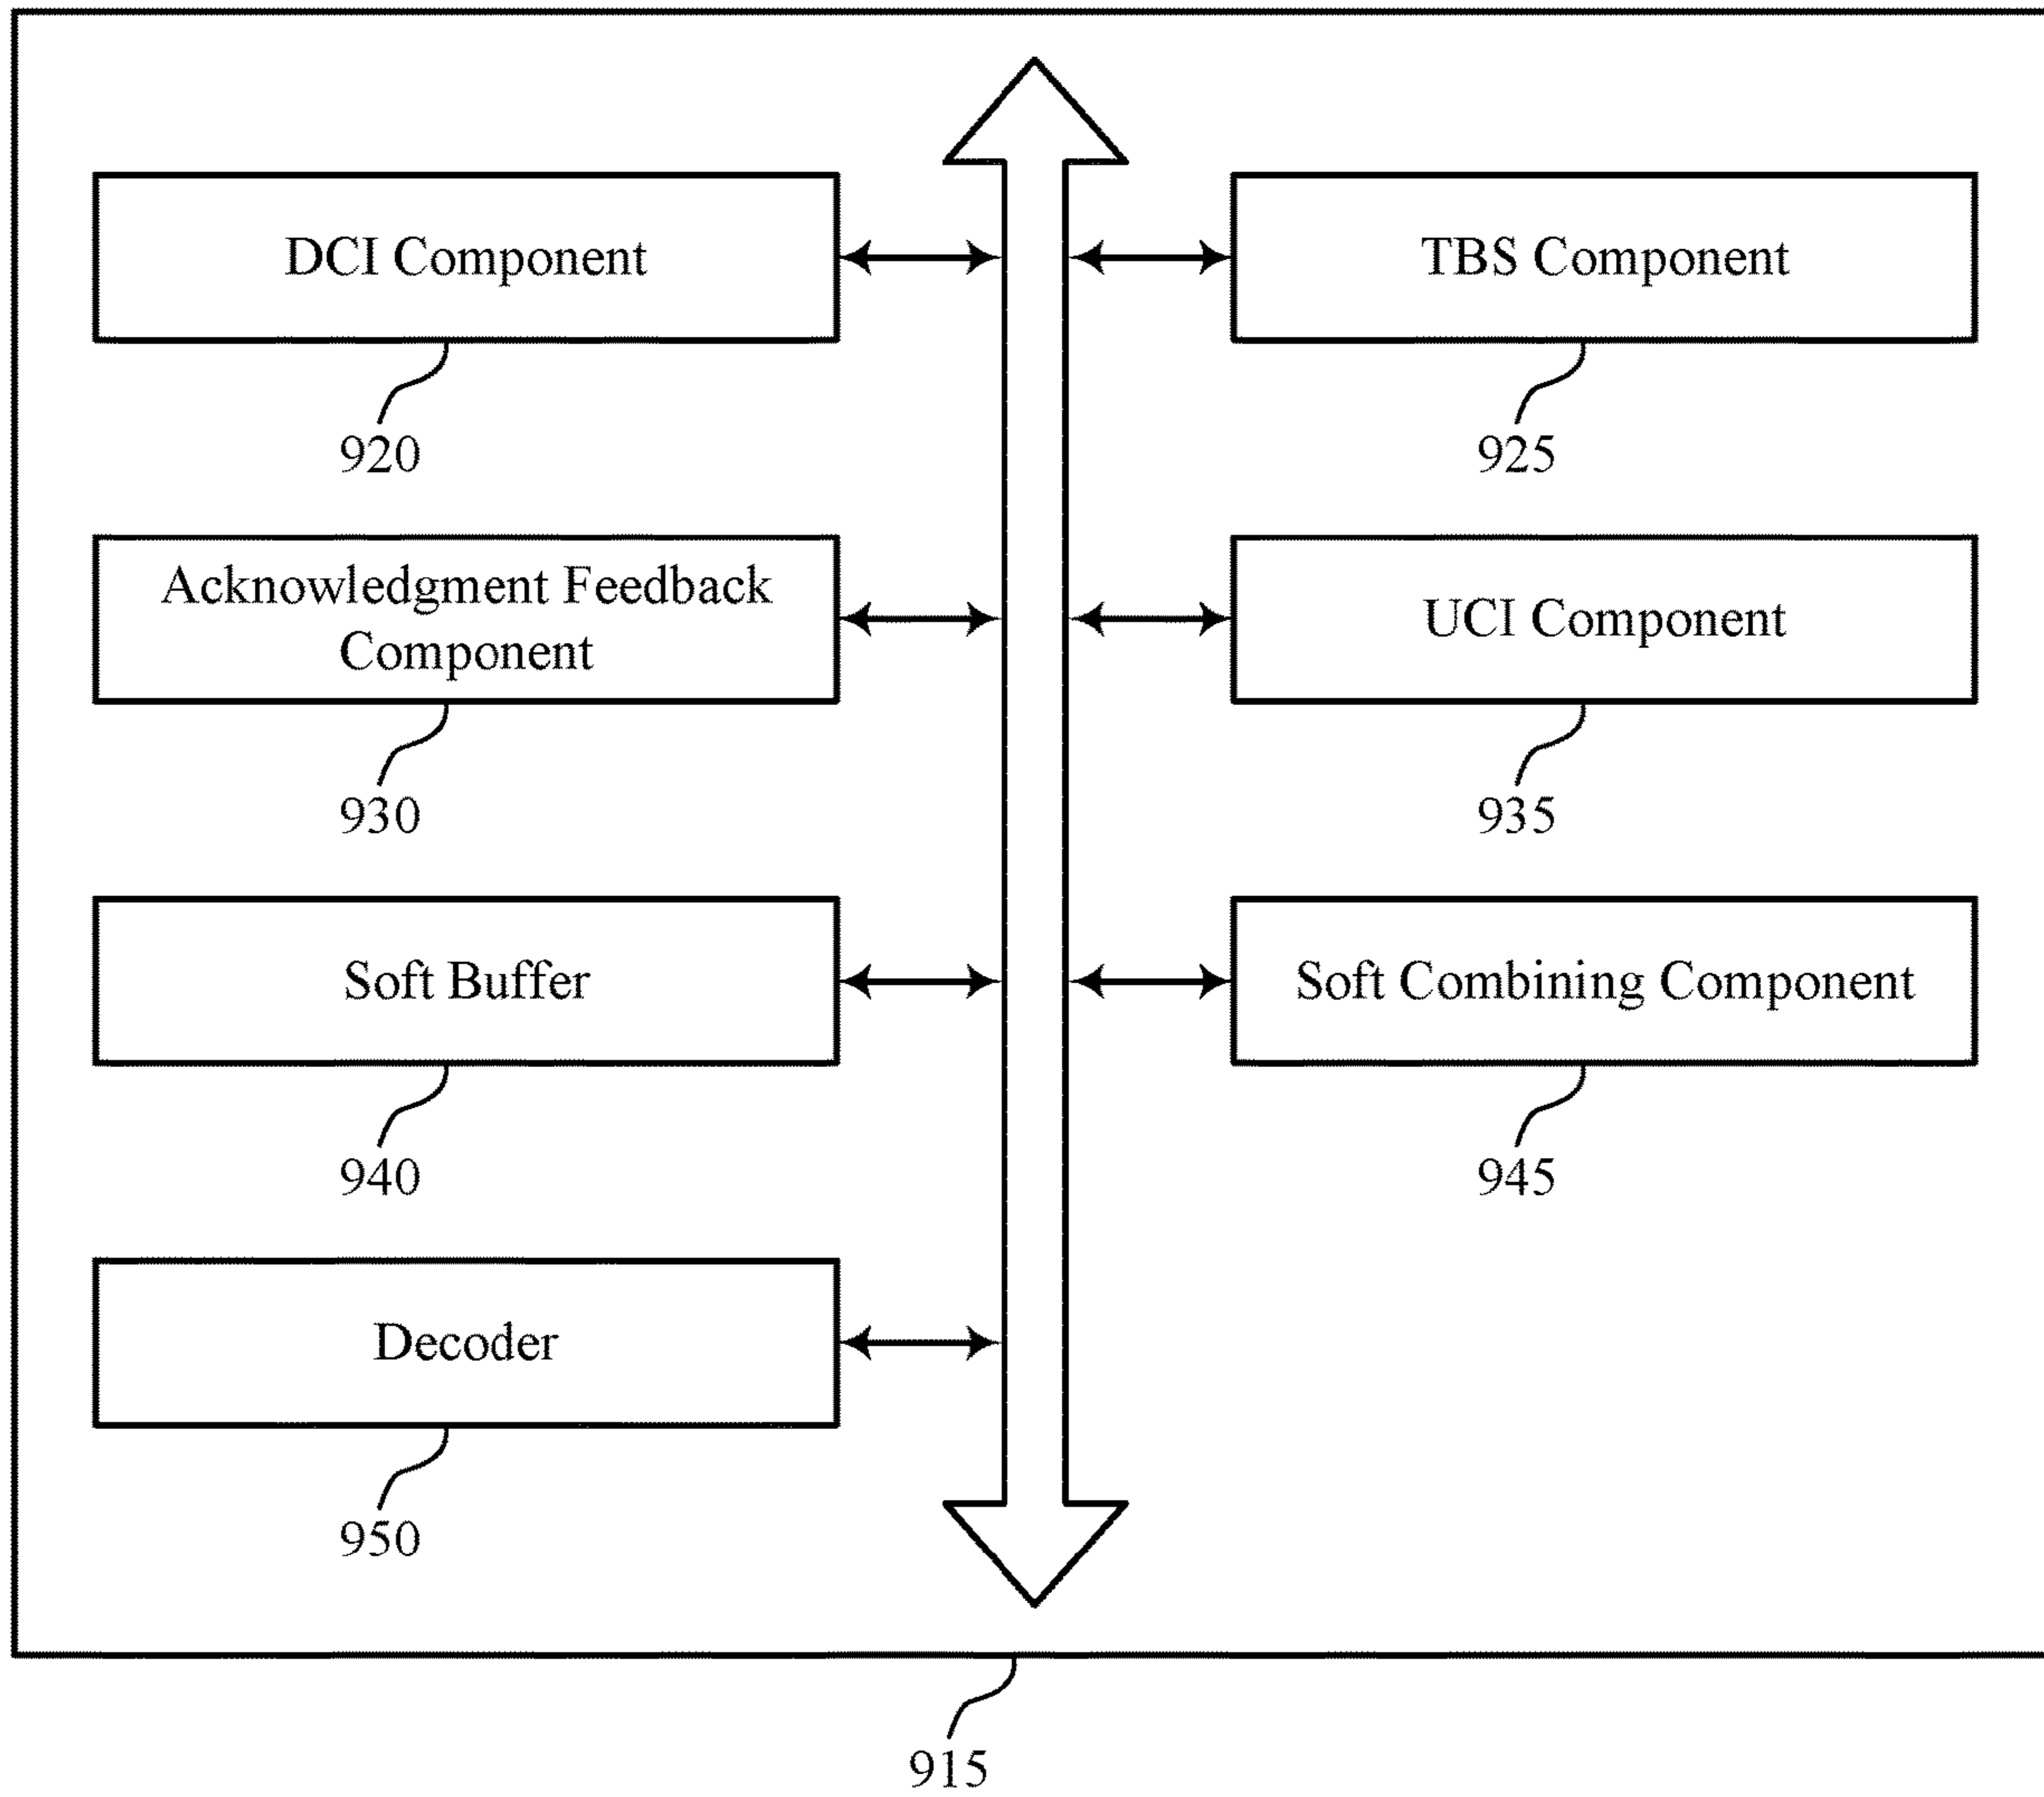 DCI Component
TBS Component
920
925
Acknowledgment Feedback
Component
UCI Component
930
935
Soft Buffer
Soft Combining Component
940
945
Decoder
950
915